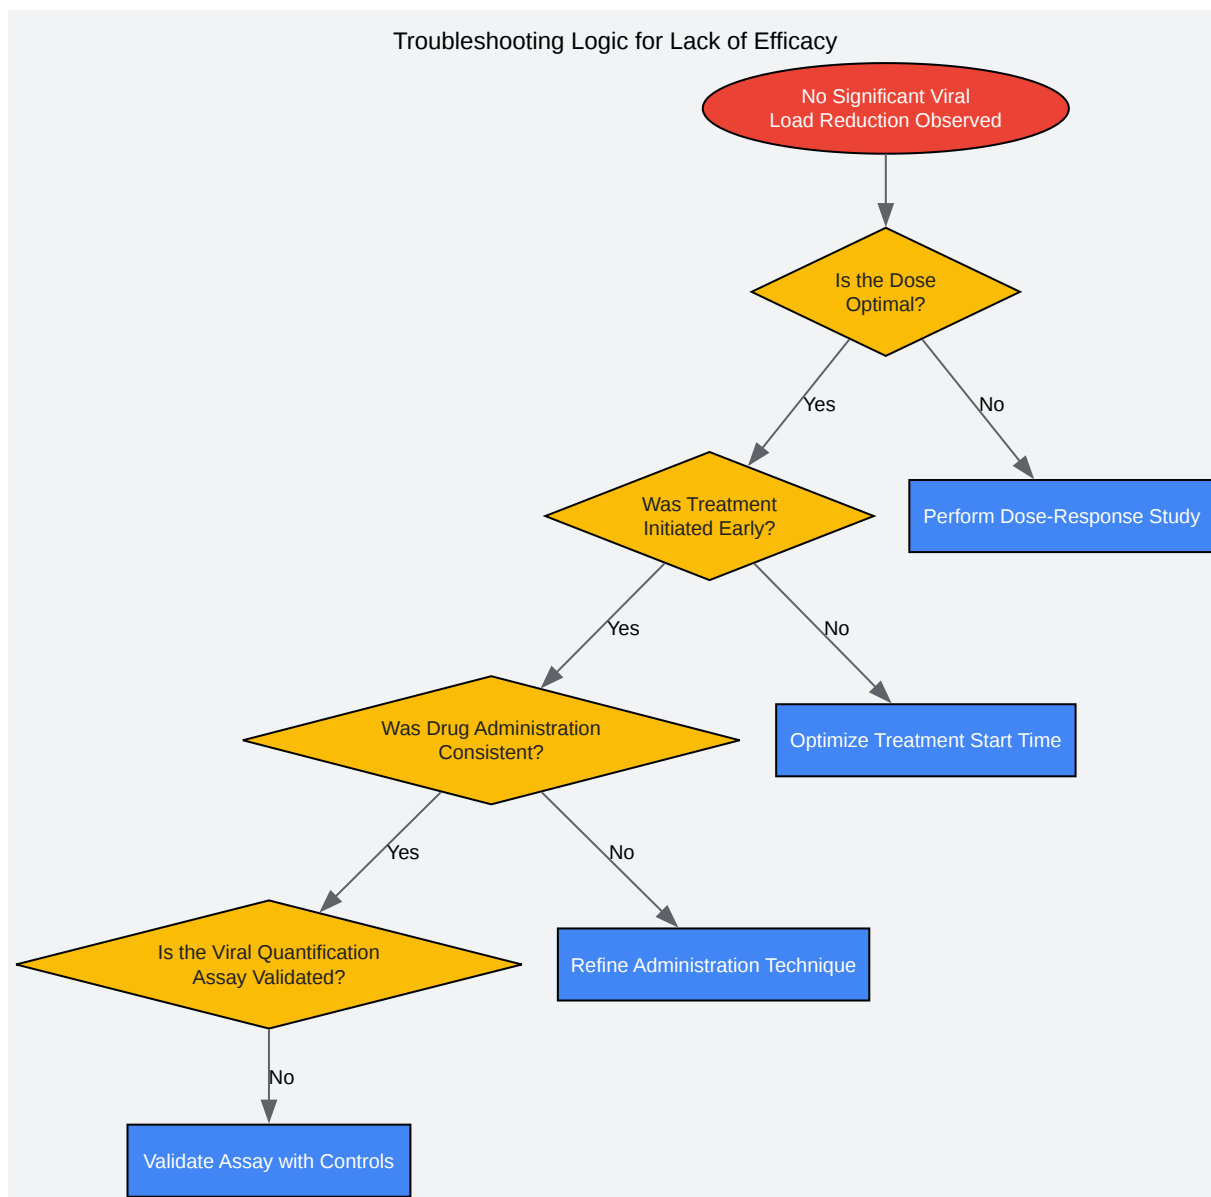 Troubleshooting Logic for Lack of Efficacy
No Significant Viral
Load Reduction Observed
Is the Dose
Optimal?
Yes
No
Was Treatment
Initiated Early?
Perform Dose-Response Study
Yes
No
Was Drug Administration
Consistent?
Optimize Treatment Start Time
Yes
No
Is the Viral Quantification
Assay Validated?
Refine Administration Technique
No
Validate Assay with Controls